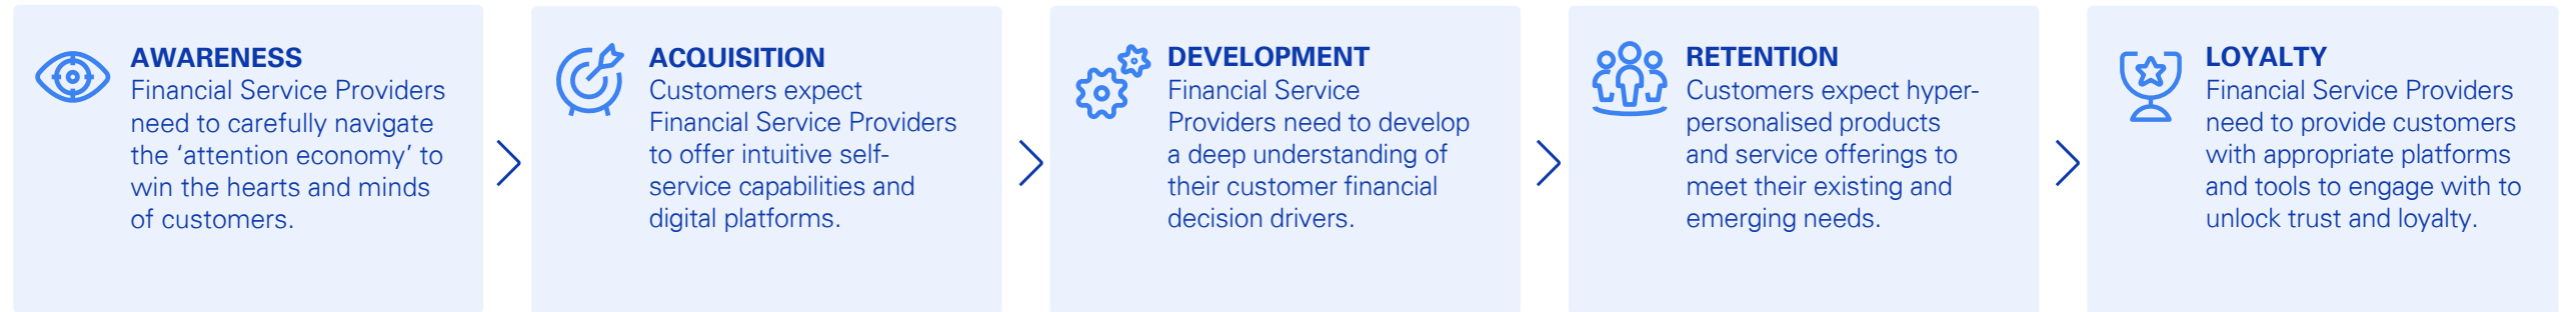 AWARENESS
Financial Service Providers
need to carefully navigate
the ‘attention economy’ to
win the hearts and minds
of customers.
ACQUISITION
Customers expect
Financial Service Providers
to offer intuitive self-
service capabilities and
digital platforms.
DEVELOPMENT
Financial Service
Providers need to develop
a deep understanding of
their customer financial
decision drivers.
RETENTION
Customers expect hyper-
personalised products
and service offerings to
meet their existing and
emerging needs.
LOYALTY
Financial Service Providers
need to provide customers
with appropriate platforms
and tools to engage with to
unlock trust and loyalty.